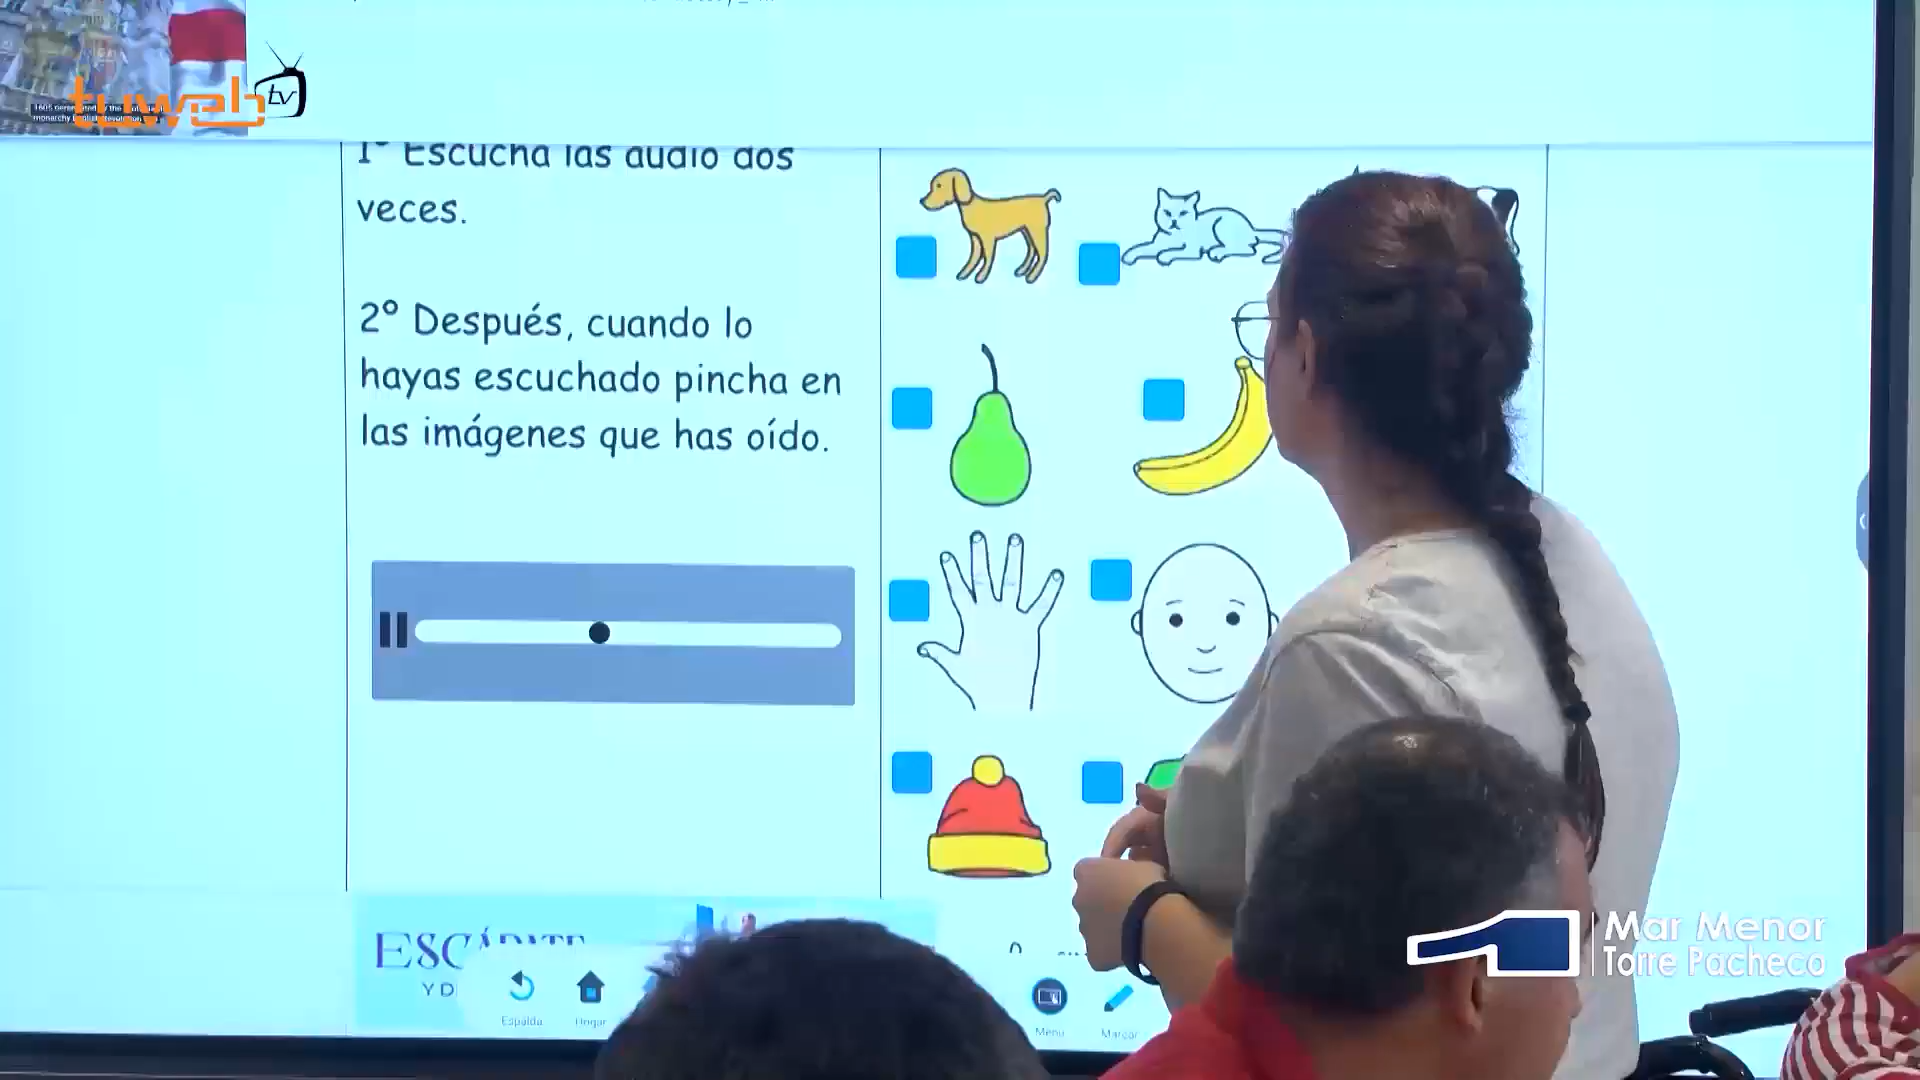 tuweb
tv
1º Escucha las audio dos
veces.
2º Después, cuando lo
hayas escuchado pincha en
las imágenes que has oído.
Y D
Espalda
Hogar
Menú
Marcar
Mar Menor
Torre Pacheco